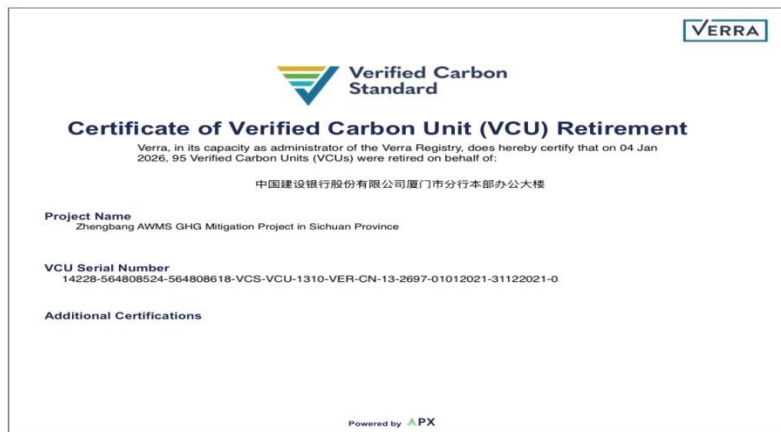 VERRA
Verified Carbon
Standard
Certificate of Verified Carbon Unit (VCU) Retirement
Verra, in its capacity as administrator of the Verra Registry, does hereby certify that on 04 Jan
2026, 95 Verified Carbon Units (VCUs) were retired on behalf of:
中国建设银行股份有限公司厦门市分行本部办公大楼
Project Name
Zhengbang AWMS GHG Mitigation Project in Sichuan Province
VCU Serial Number
14228-564808524-564808618-VCS-VCU-1310-VER-CN-13-2697-01012021-31122021-0
Additional Certifications
Powered by APX